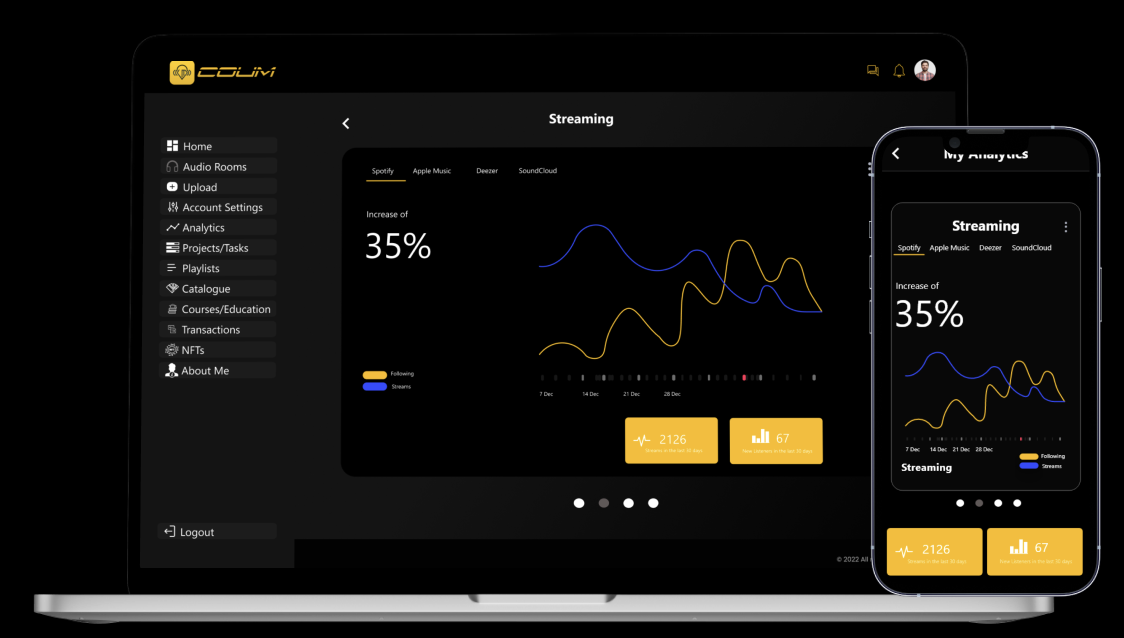 COUM
Home
Audio Rooms
Upload
Account Settings
Analytics
Projects/Tasks
Playlists
Catalogue
Courses/Education
Transactions
NFTs
About Me
Logout
Streaming
Spotify Apple Music Deezer SoundCloud
Increase of
35%
Following
Streams
7 Dec 14 Dec 21 Dec 28 Dec
2126
Streams in the last 30 days
67
New Listeners in the last 30 days
© 2022 All
My Analytics
Streaming
Spotify Apple Music Deezer SoundCloud
Increase of
35%
7 Dec 14 Dec 21 Dec 28 Dec
Following
Streams
Streaming
2126
Streams in the last 30 days
67
New Listeners in the last 30 days